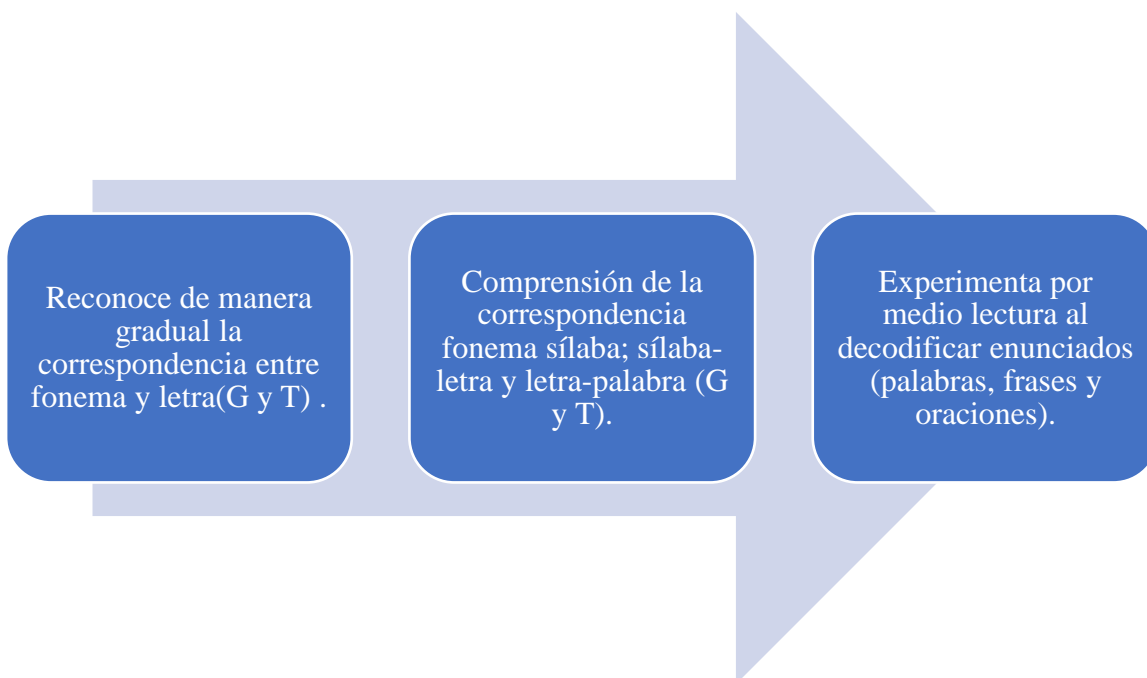 Reconoce de manera
gradual la
correspondencia entre
fonema y letra(G y T) .
Comprensión de la
correspondencia
fonema sílaba; sílaba-
letra y letra-palabra (G
y T).
Experimenta por
medio lectura al
decodificar enunciados
(palabras, frases y
oraciones).